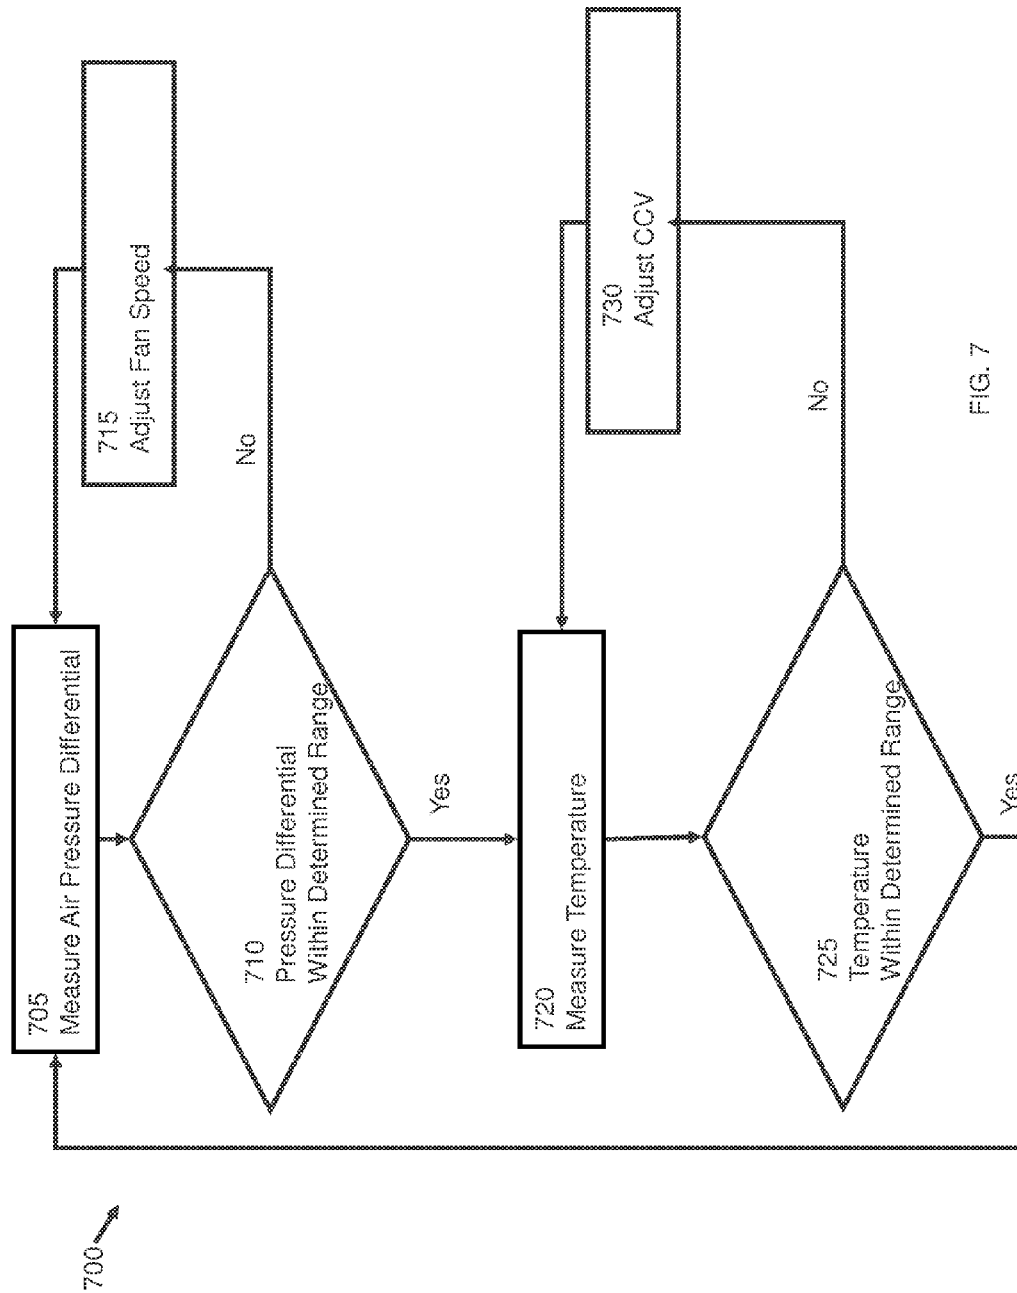 700
705
Measure Air Pressure Differential
710
Pressure Differential
Within Determined Range
No
715
Adjust Fan Speed
Yes
720
Measure Temperature
725
Temperature
Within Determined Range
No
730
Adjust CCV
Yes
FIG. 7